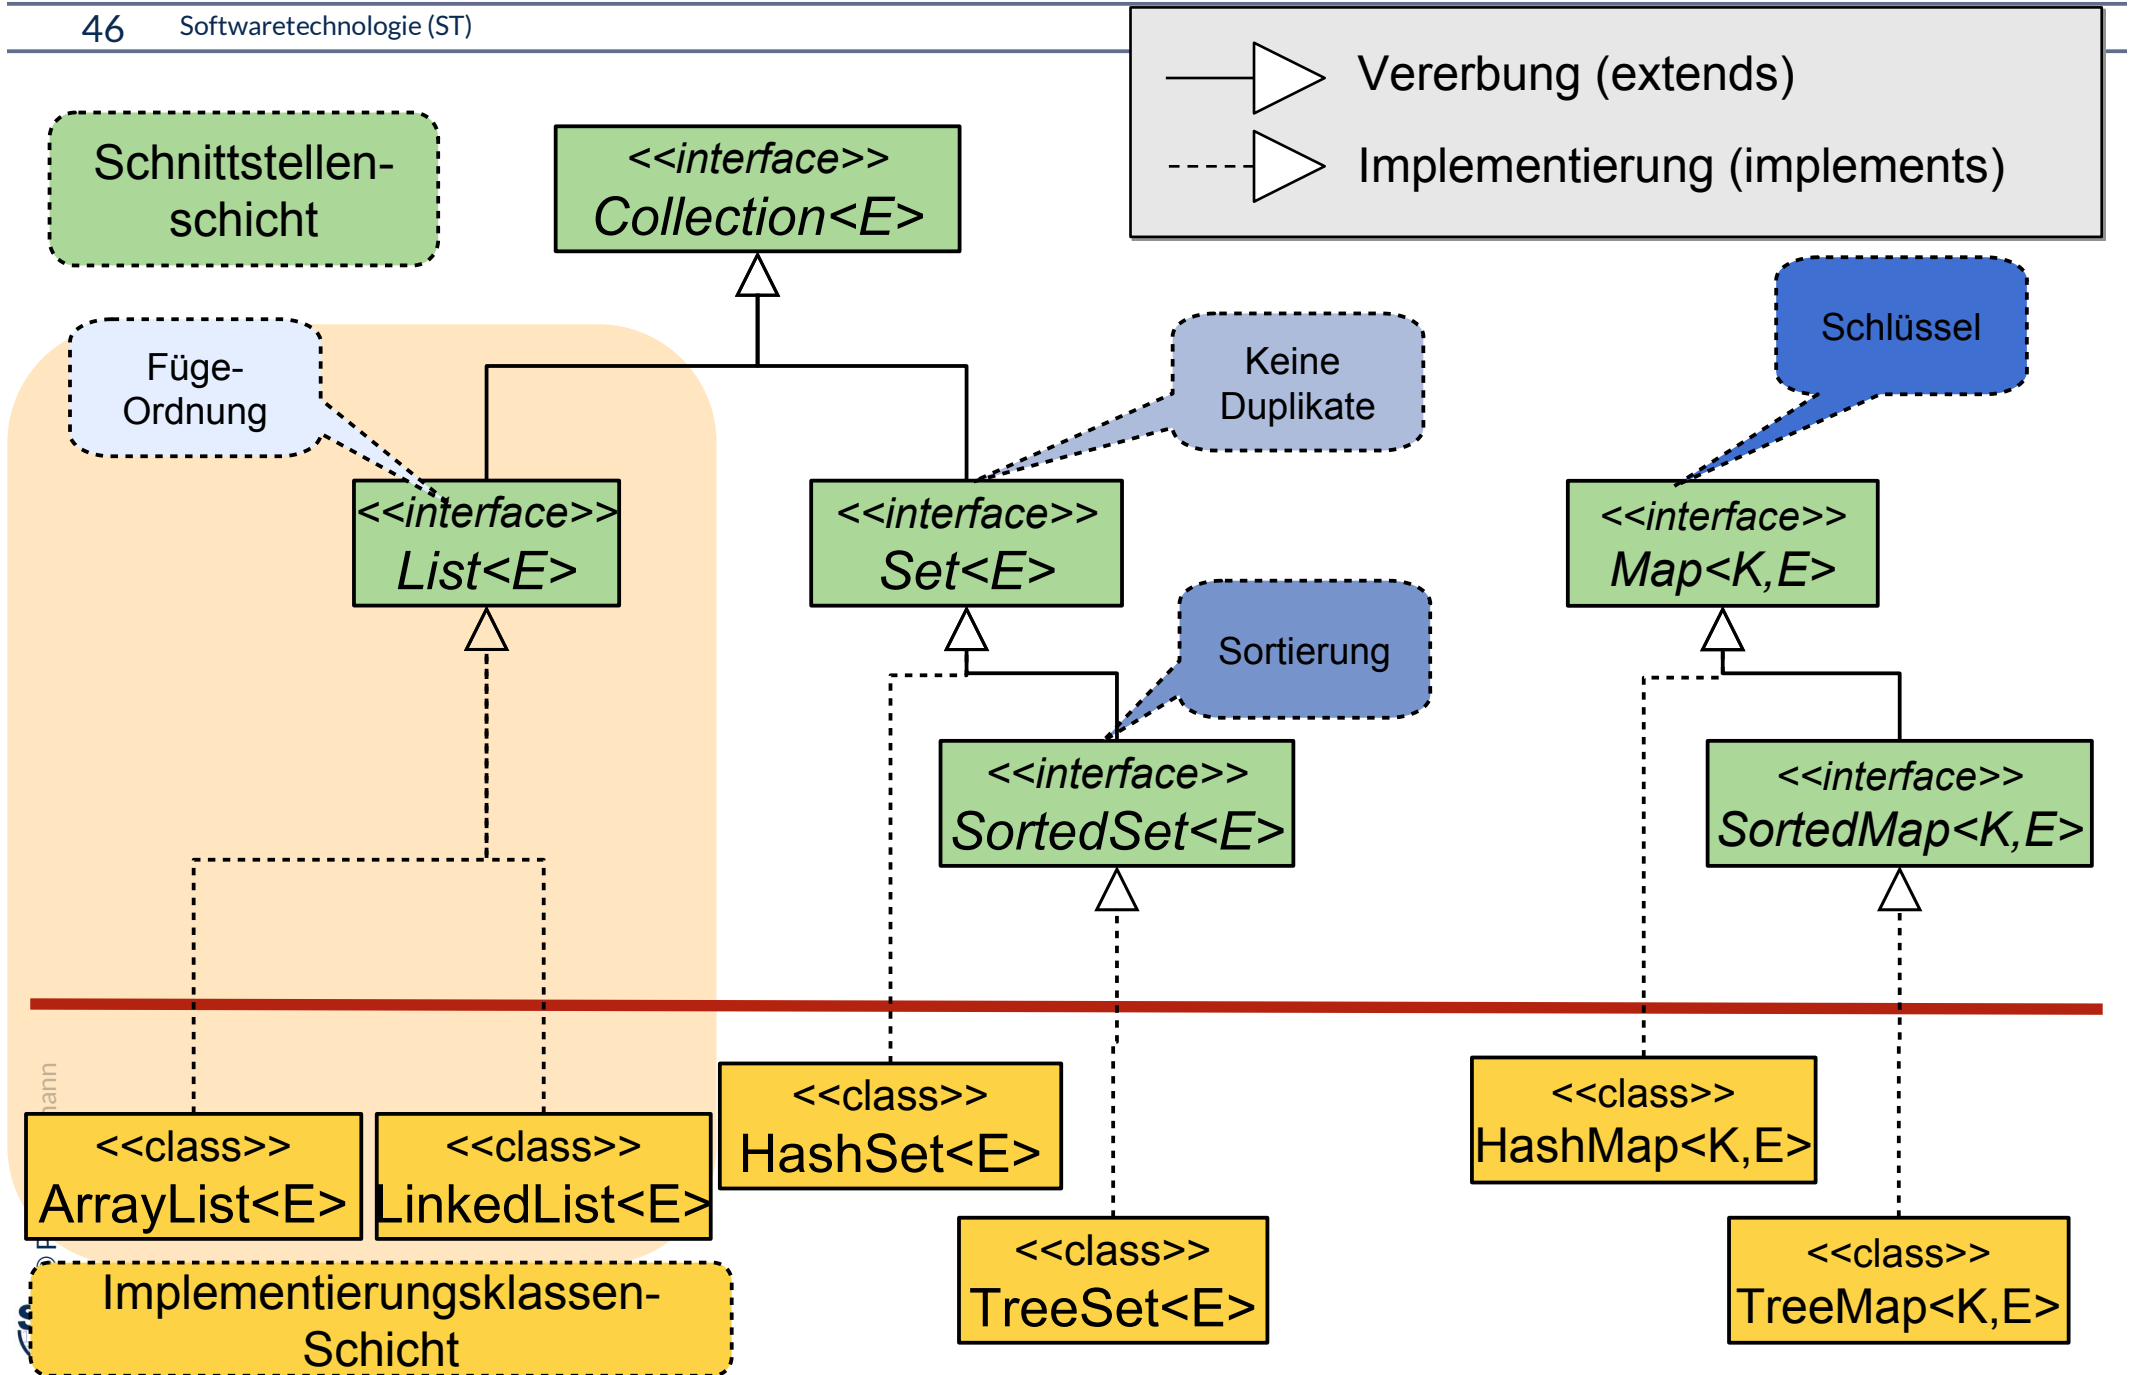 46 Softwaretechnologie (ST)
Vererbung (extends)
Implementierung (implements)
Schnittstellen-
schicht
<<interface>>
Collection<E>
Füge-
Ordnung
Keine
Duplikate
Schlüssel
<<interface>>
List<E>
<<interface>>
Set<E>
<<interface>>
Map<K,E>
Sortierung
<<interface>>
SortedSet<E>
<<interface>>
SortedMap<K,E>
<<class>>
ArrayList<E>
<<class>>
LinkedList<E>
<<class>>
HashSet<E>
<<class>>
HashMap<K,E>
<<class>>
TreeSet<E>
<<class>>
TreeMap<K,E>
Implementierungsklassen-
Schicht